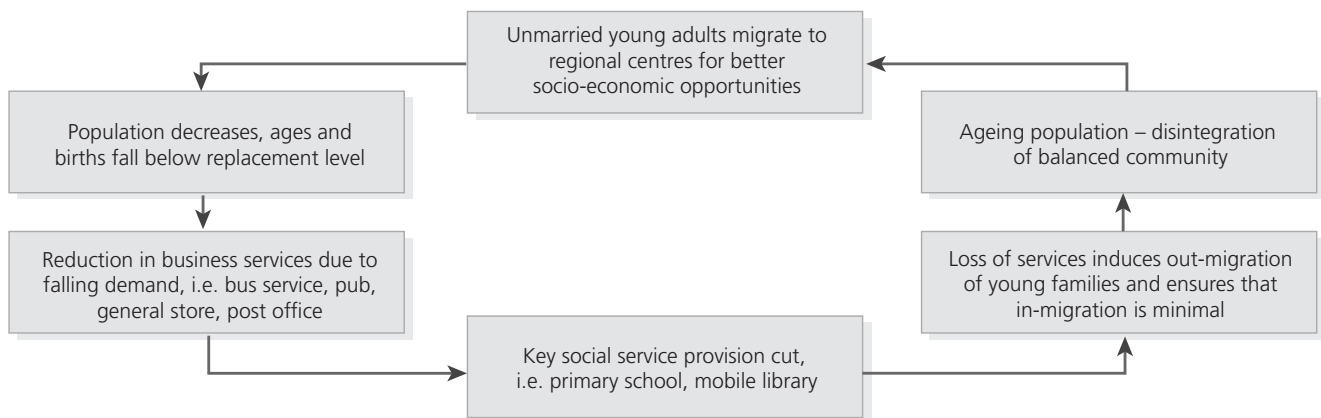 Unmarried young adults migrate to
regional centres for better
socio-economic opportunities
Population decreases, ages and
births fall below replacement level
Reduction in business services due to
falling demand, i.e. bus service, pub,
general store, post office
Key social service provision cut,
i.e. primary school, mobile library
Loss of services induces out-migration
of young families and ensures that
in-migration is minimal
Ageing population – disintegration
of balanced community